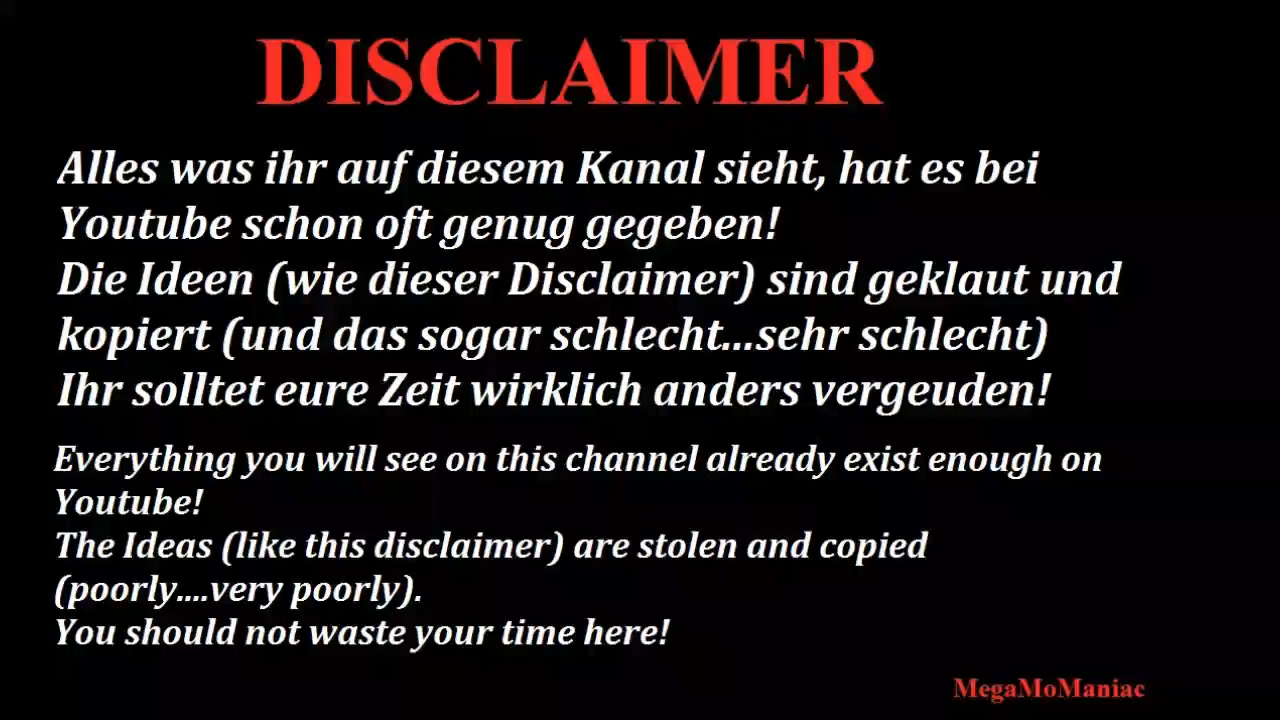 DISCLAIMER
Alles was ihr auf diesem Kanal sieht, hat es bei
Youtube schon oft genug gegeben!
Die Ideen (wie dieser Disclaimer) sind geklaut und
kopiert (und das sogar schlecht...sehr schlecht)
Ihr solltet eure Zeit wirklich anders vergeuden!
Everything you will see on this channel already exist enough on
Youtube!
The Ideas (like this disclaimer) are stolen and copied
(poorly....very poorly).
You should not waste your time here!
MegaMoManiac